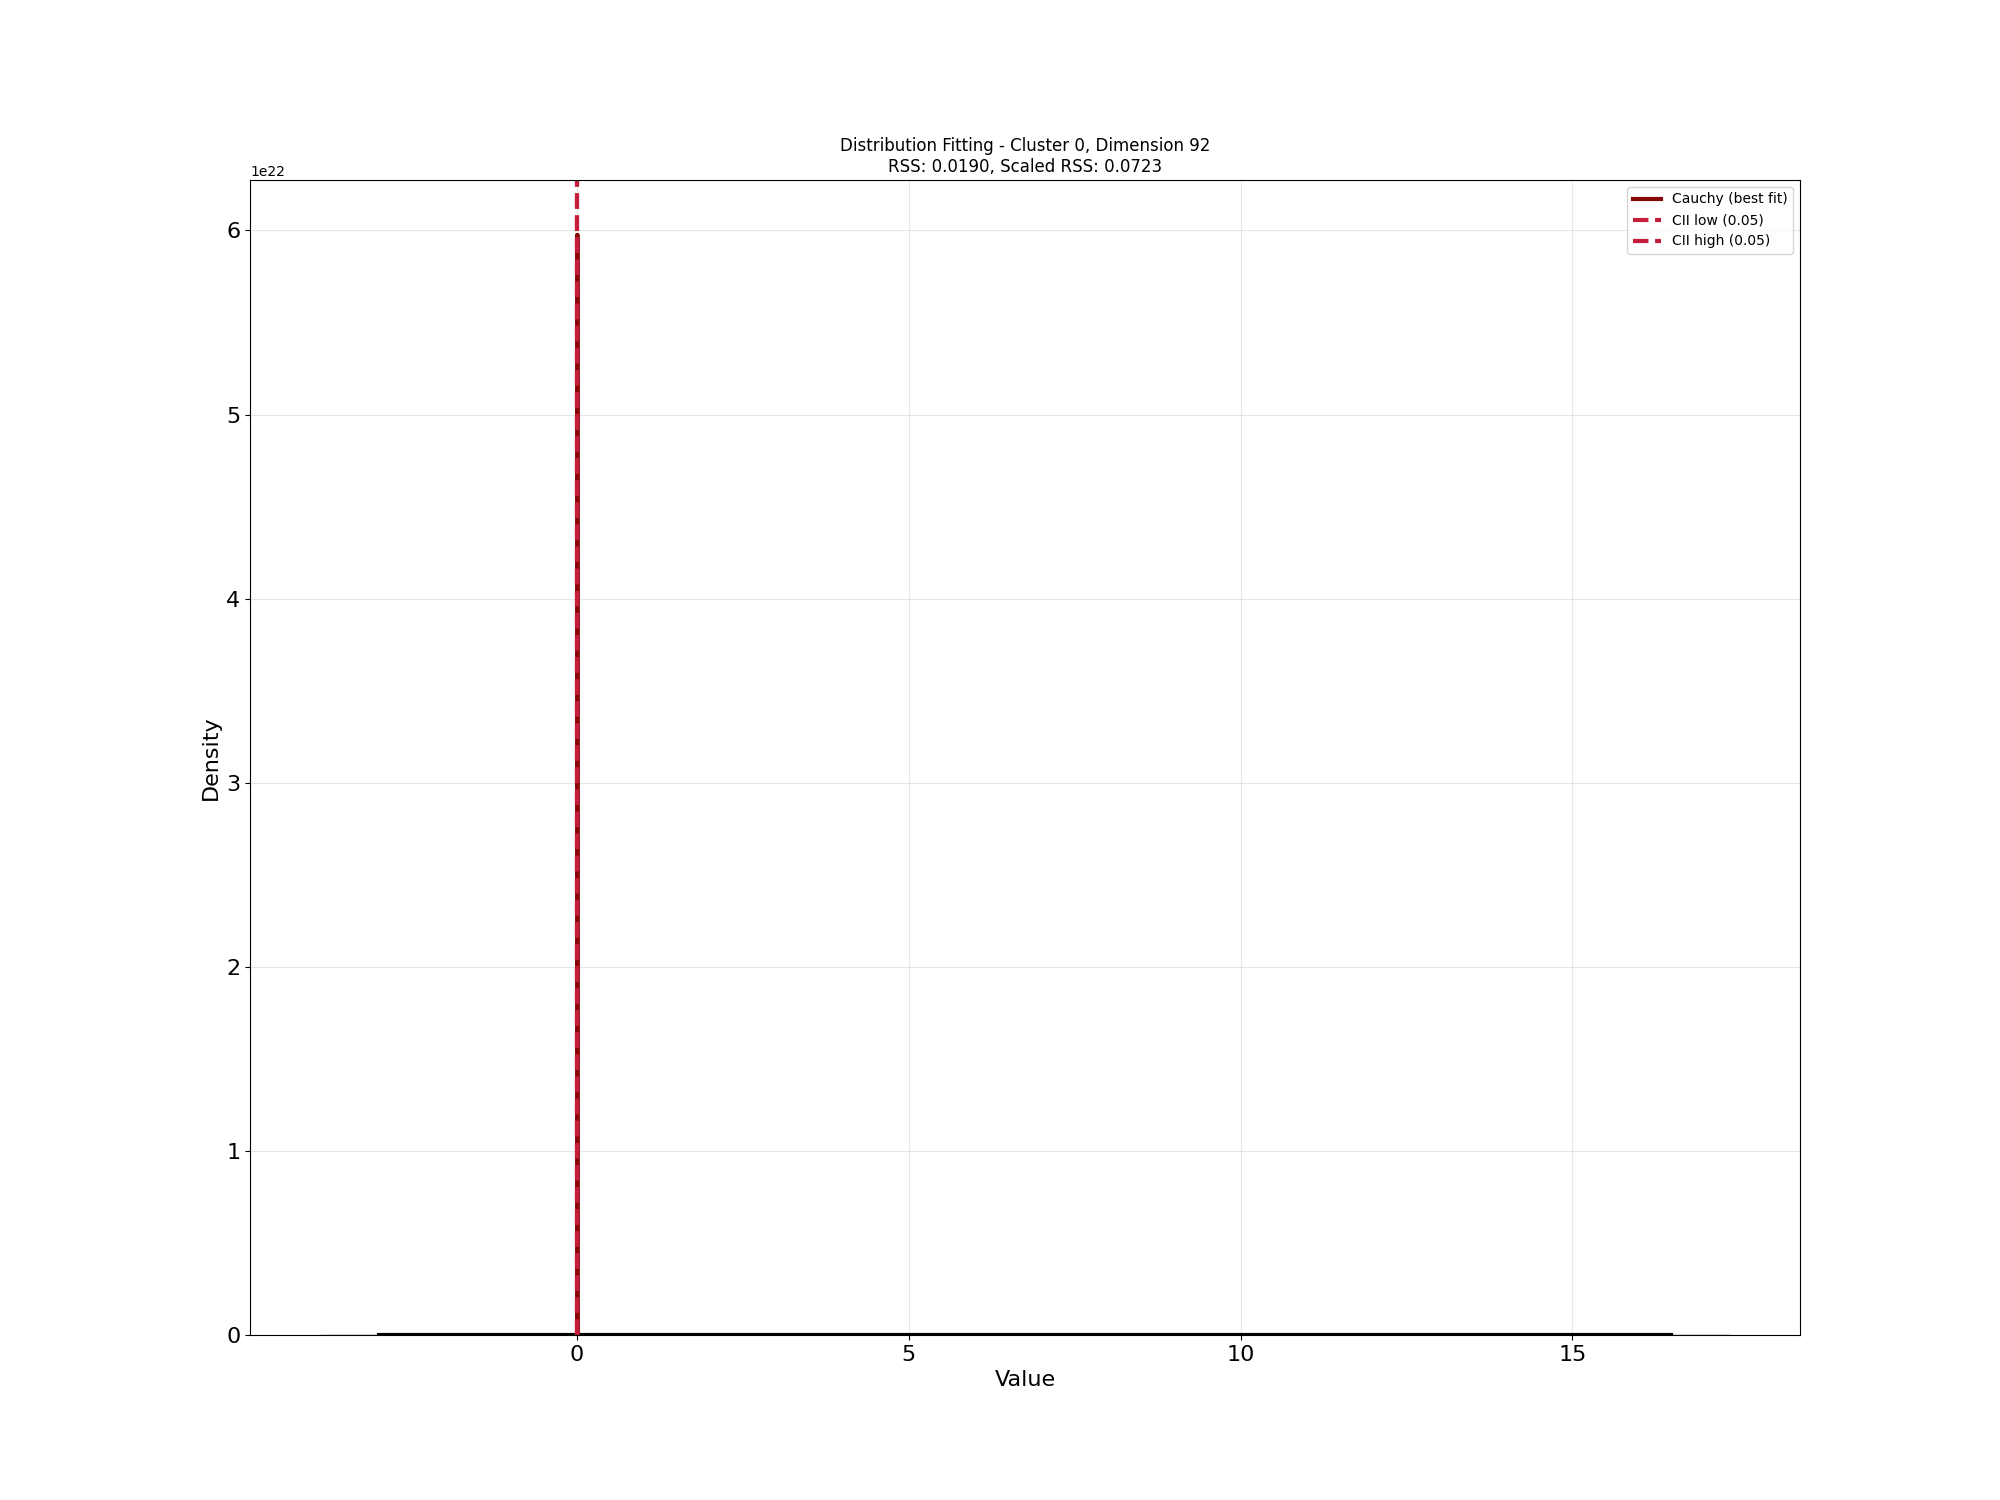 Distribution Fitting - Cluster 0, Dimension 92
RSS: 0.0190, Scaled RSS: 0.0723
1e22
Cauchy (best fit)
CII low (0.05)
CII high (0.05)
6
5
4
3
2
1
0
Density
0
5
10
15
Value